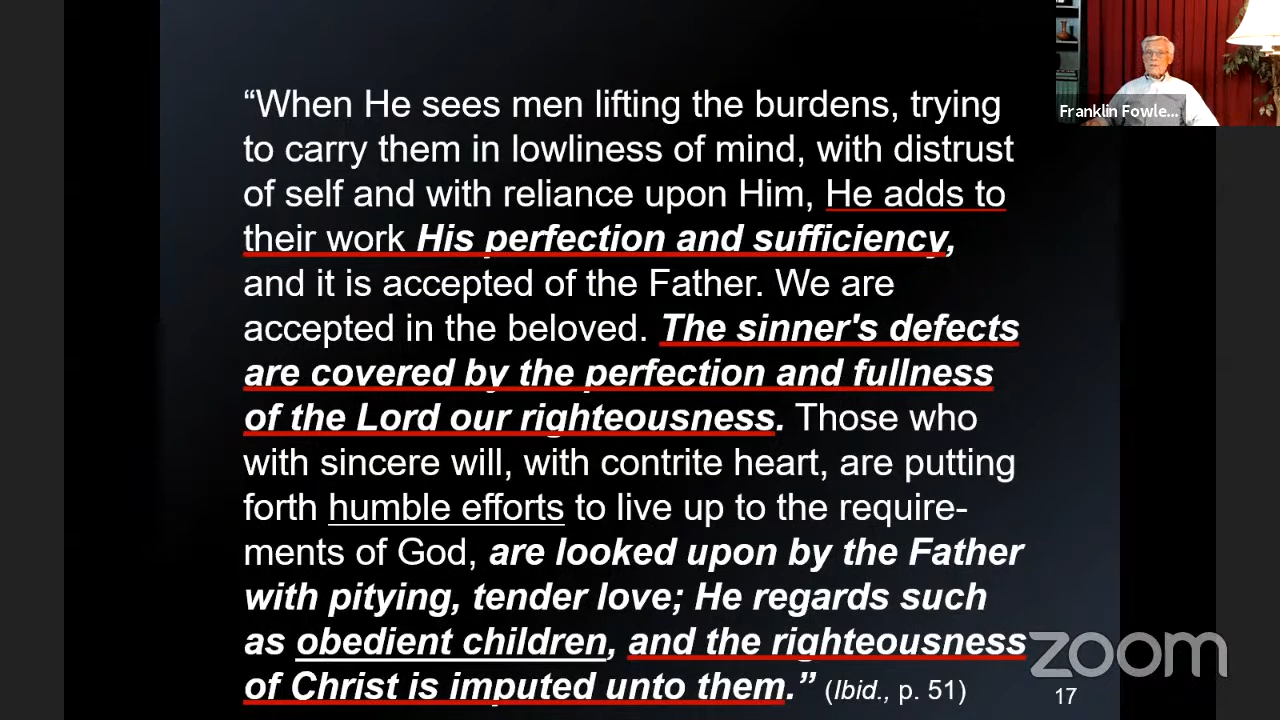 “When He sees men lifting the burdens, trying
to carry them in lowliness of mind, with distrust
of self and with reliance upon Him, He adds to
their work His perfection and sufficiency,
and it is accepted of the Father. We are
accepted in the beloved. The sinner's defects
are covered by the perfection and fullness
of the Lord our righteousness. Those who
with sincere will, with contrite heart, are putting
forth humble efforts to live up to the require-
ments of God, are looked upon by the Father
with pitying, tender love; He regards such
as obedient children, and the righteousness
of Christ is imputed unto them.” (Ibid., p. 51)
17
Franklin Fowle...
zoom